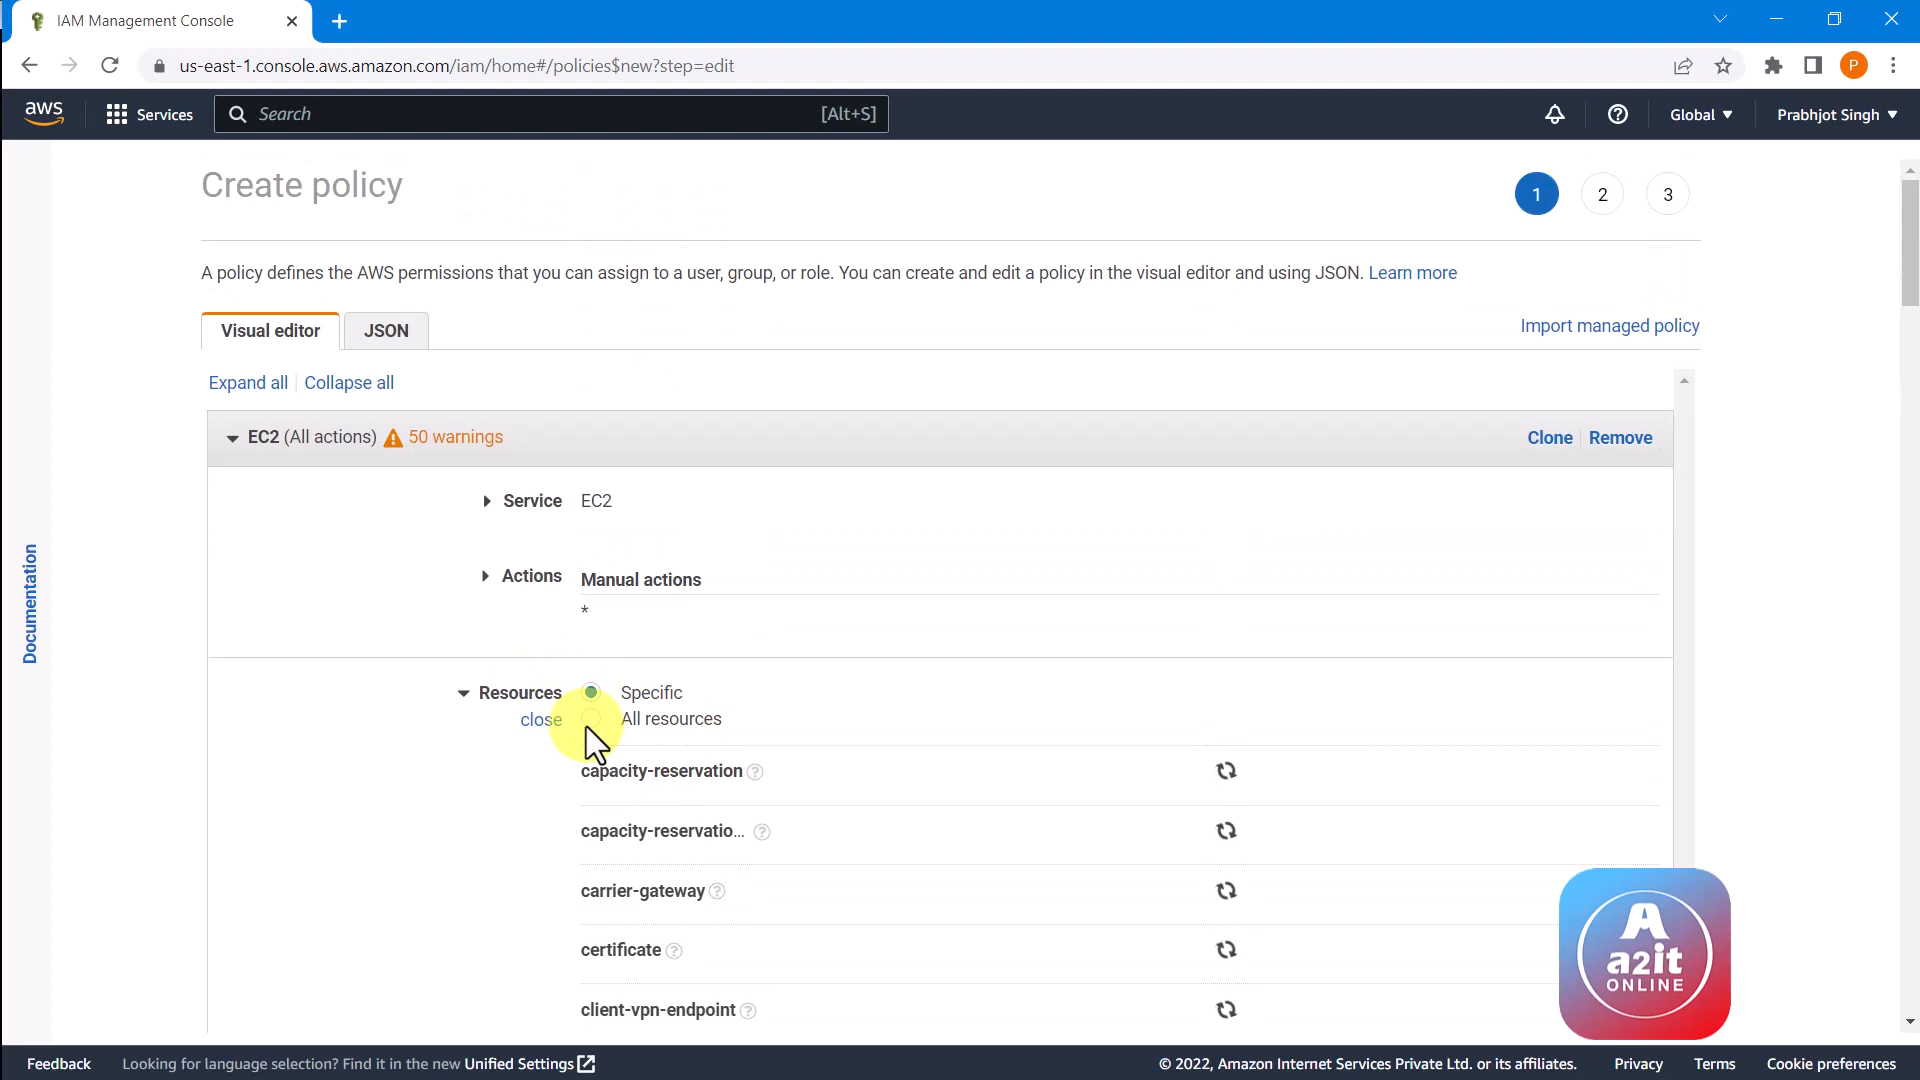 IAM Management Console
us-east-1.console.aws.amazon.com/iam/home#/policies$new?step=edit
P
aws
Services
Search
[Alt+S]
Global
Prabhjot Singh
Create policy
1
2
3
A policy defines the AWS permissions that you can assign to a user, group, or role. You can create and edit a policy in the visual editor and using JSON. Learn more
Visual editor
JSON
Import managed policy
Expand all
Collapse all
EC2 (All actions) 50 warnings
Clone
Remove
Service
EC2
Actions
Manual actions
*
Resources
Specific
close
All resources
capacity-reservation
capacity-reservatio...
carrier-gateway
certificate
client-vpn-endpoint
Documentation
A
a2it
ONLINE
Feedback
Looking for language selection? Find it in the new Unified Settings
© 2022, Amazon Internet Services Private Ltd. or its affiliates.
Privacy
Terms
Cookie preferences